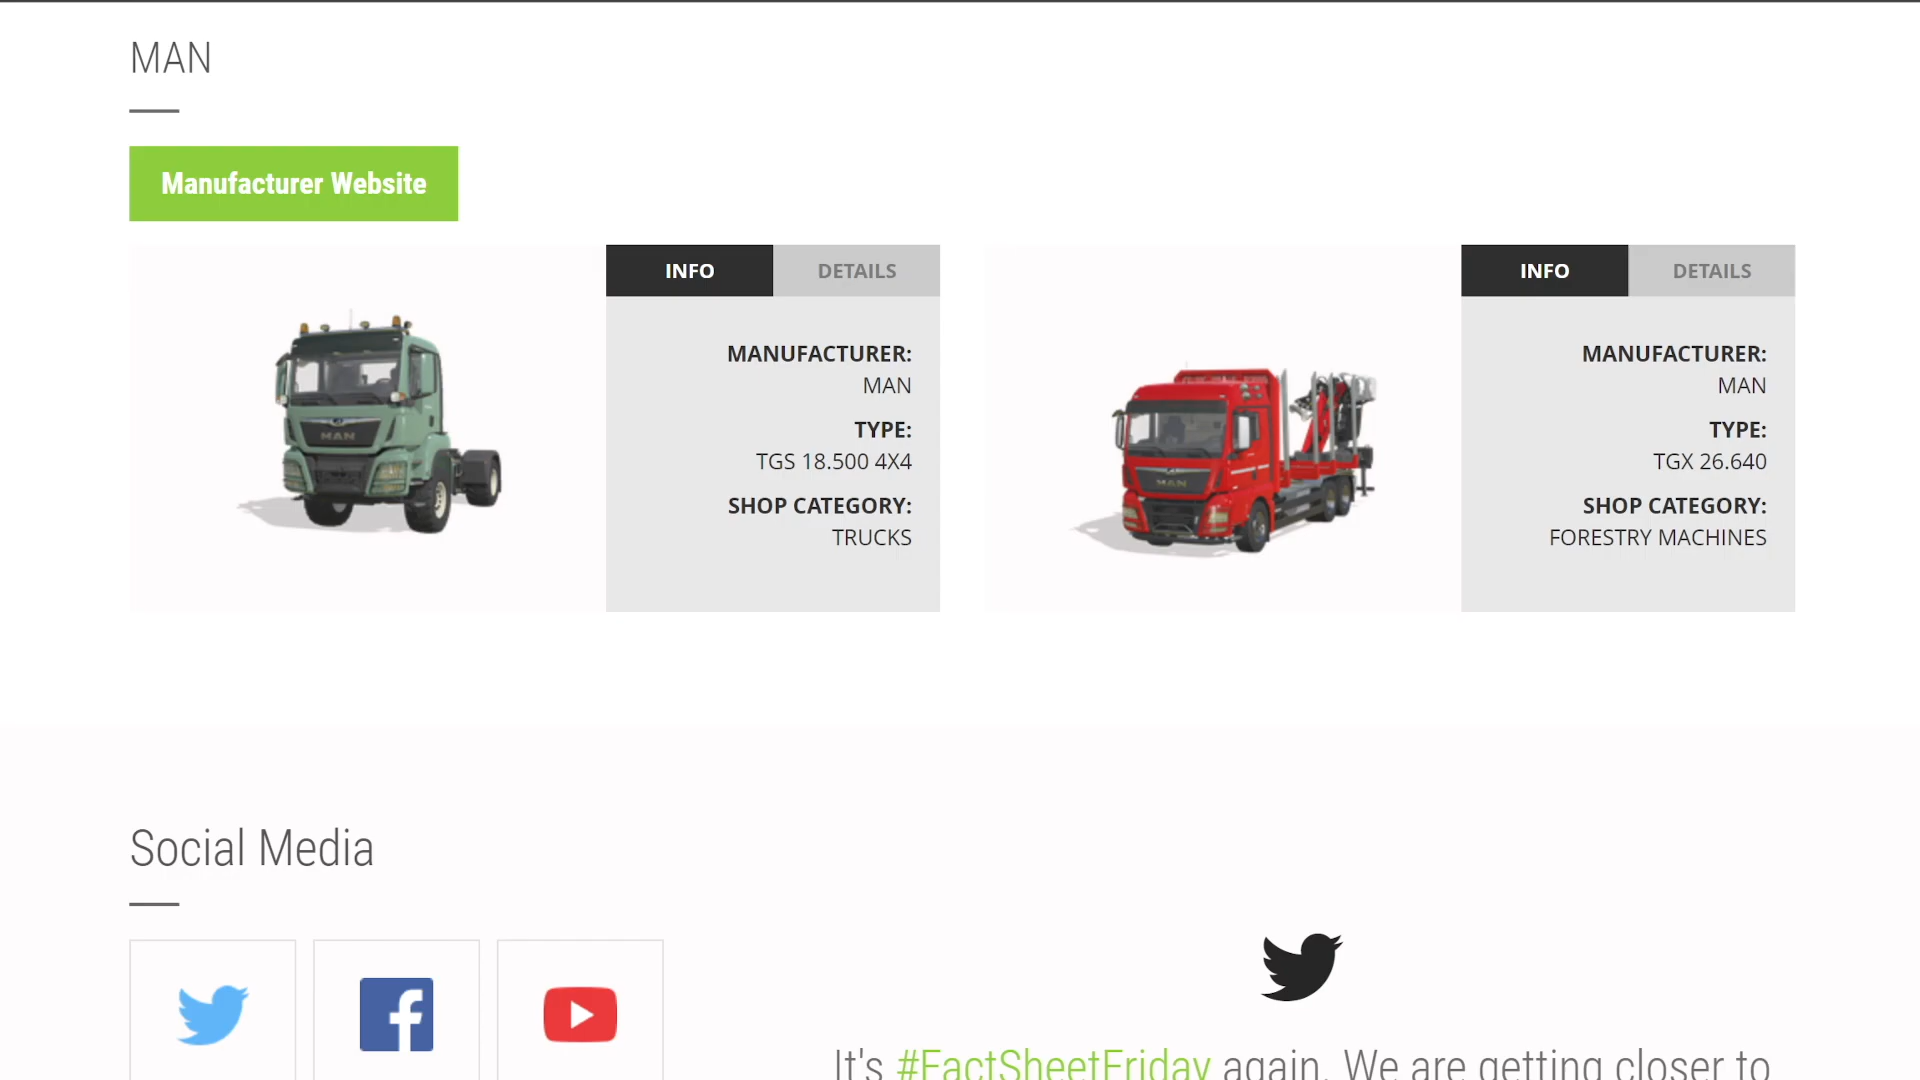 MAN
Manufacturer Website
INFO
DETAILS
MANUFACTURER:
MAN
TYPE:
TGS 18.500 4X4
SHOP CATEGORY:
TRUCKS
MAN
INFO
DETAILS
MANUFACTURER:
MAN
TYPE:
TGX 26.640
SHOP CATEGORY:
FORESTRY MACHINES
MAN
Social Media
It's #FactSheetFriday again. We are getting closer to